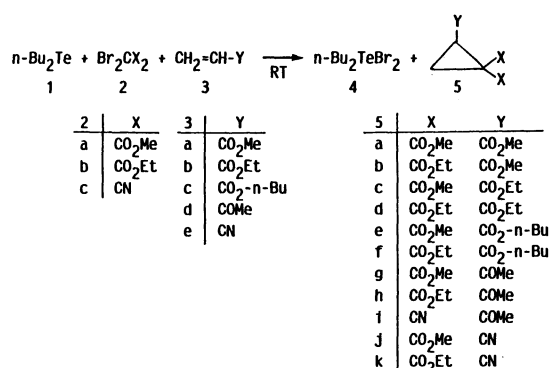 n-Bu2Te + Br2CX2 + CH2=CH-Y → RT n-Bu2TeBr2 + Y X X
1 2 3 4 5
2 X 3 Y 5 X Y
a CO2Me a CO2Me a CO2Me CO2Me
b CO2Et b CO2Et b CO2Et CO2Me
c CN c CO2-n-Bu c CO2Me CO2Et
d COMe d CO2Et CO2Et
e CN e CO2Me CO2-n-Bu
f CO2Et CO2-n-Bu
g CO2Me COMe
h CO2Et COMe
i CN COMe
j CO2Me CN
k CO2Et CN